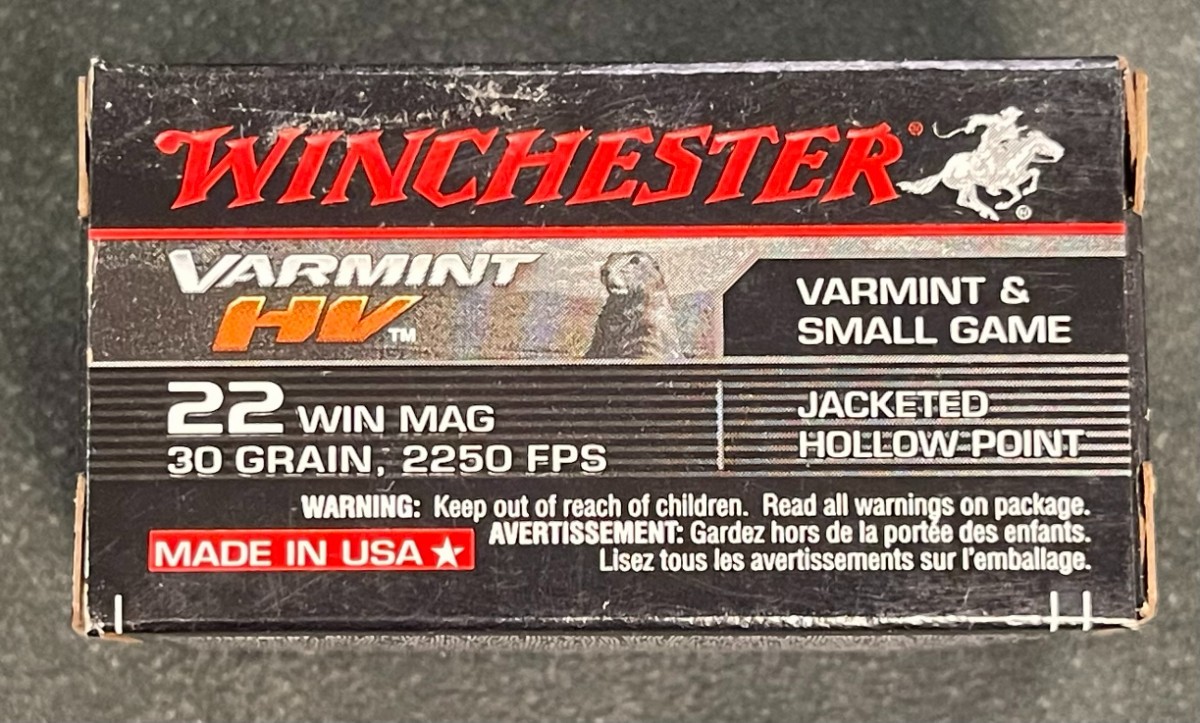 WINCHESTER®
®
VARMINT
HV™
VARMINT &
SMALL GAME
22 WIN MAG
30 GRAIN, 2250 FPS
JACKETED
HOLLOW POINT
WARNING: Keep out of reach of children. Read all warnings on package.
AVERTISSEMENT: Gardez hors de la portée des enfants.
Lisez tous les avertissements sur l'emballage.
MADE IN USA ★